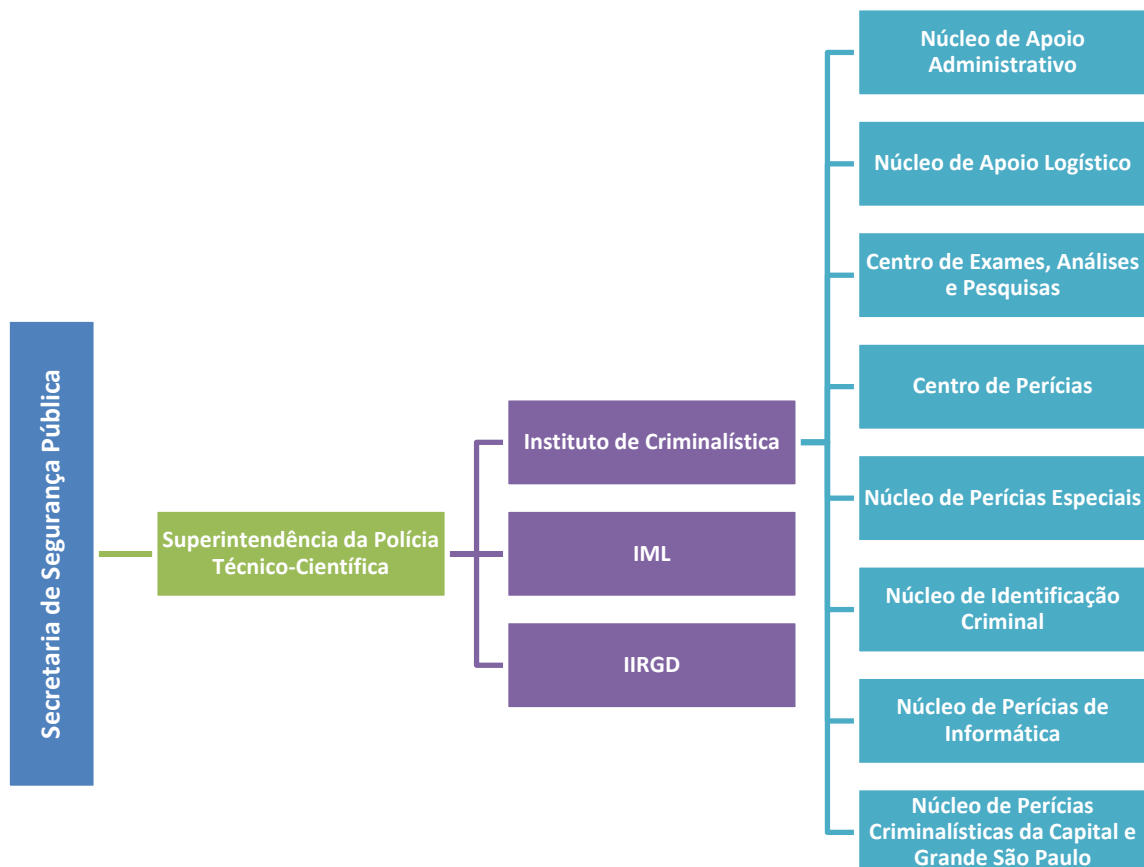 Secretaria de Segurança Pública
Superintendência da Polícia
Técnico-Científica
Instituto de Criminalística
IML
IIRGD
Núcleo de Apoio
Administrativo
Núcleo de Apoio Logístico
Centro de Exames, Análises
e Pesquisas
Centro de Perícias
Núcleo de Perícias Especiais
Núcleo de Identificação
Criminal
Núcleo de Perícias de
Informática
Núcleo de Perícias
Criminalísticas da Capital e
Grande São Paulo